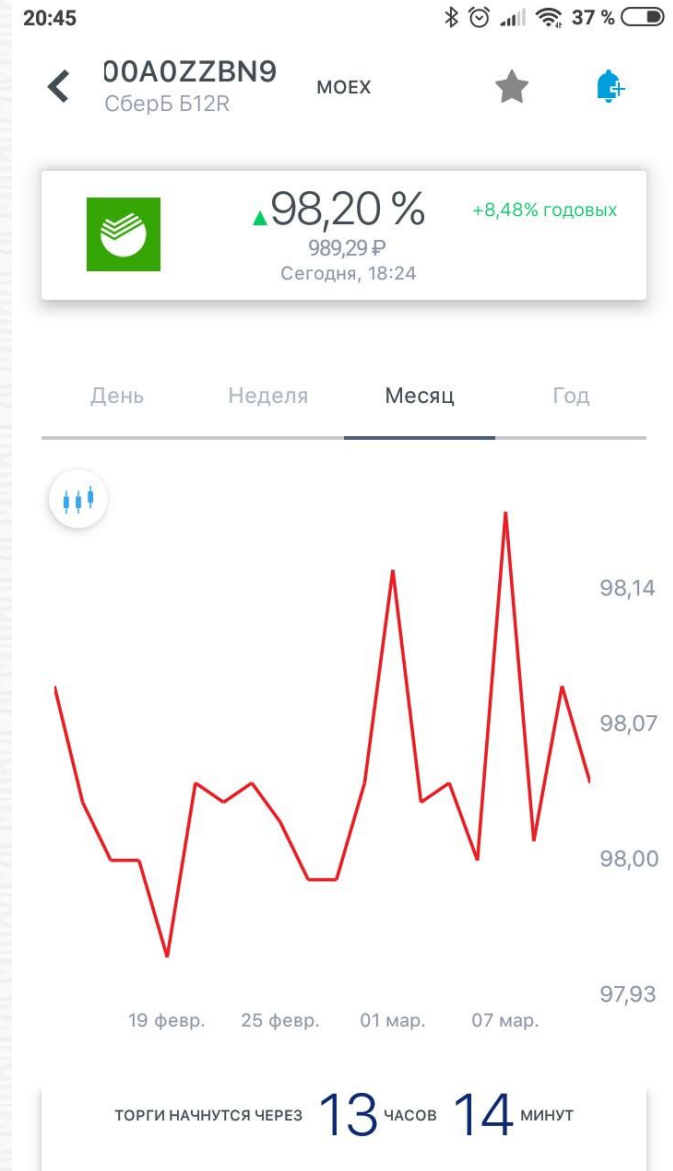 20:45 37 %
00A0ZZBN9 MOEX
СберБ Б12R
98,20 % +8,48% годовых
989,29 ₽
Сегодня, 18:24
День Неделя Месяц Год
98,14
98,07
98,00
97,93
19 февр. 25 февр. 01 мар. 07 мар.
ТОРГИ НАЧНУТСЯ ЧЕРЕЗ 13 ЧАСОВ 14 МИНУТ